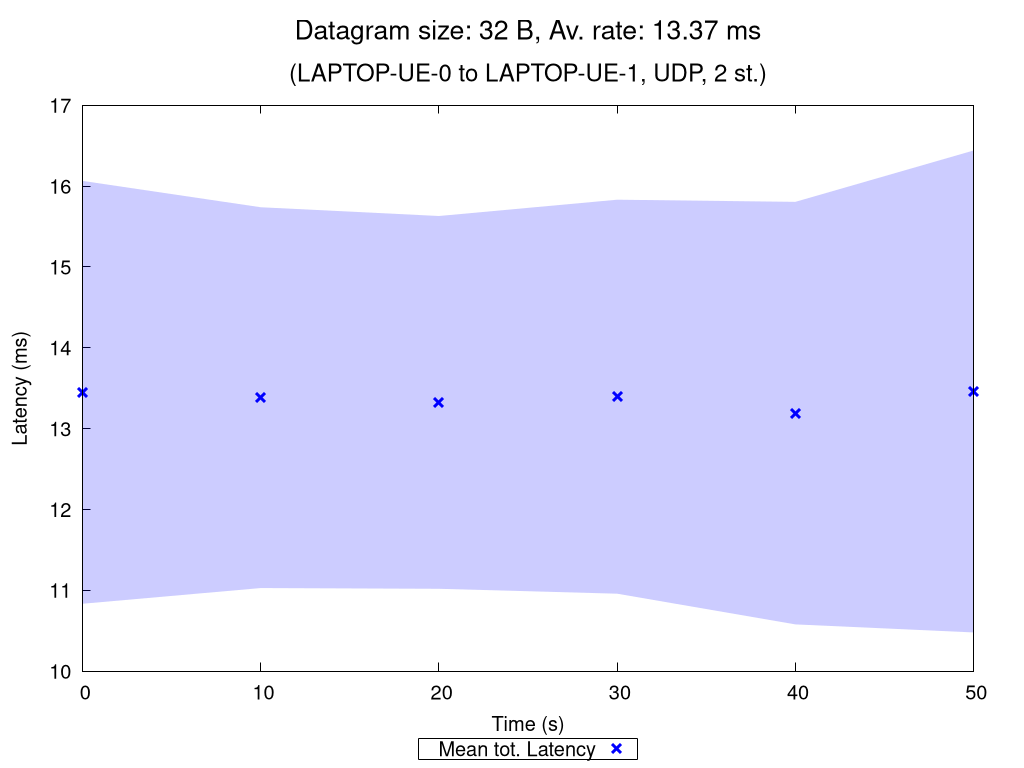 Datagram size: 32 B, Av. rate: 13.37 ms
(LAPTOP-UE-0 to LAPTOP-UE-1, UDP, 2 st.)
17
16
15
14
13
12
11
10
Latency (ms)
0 10 20 30 40 50
Time (s)
Mean tot. Latency